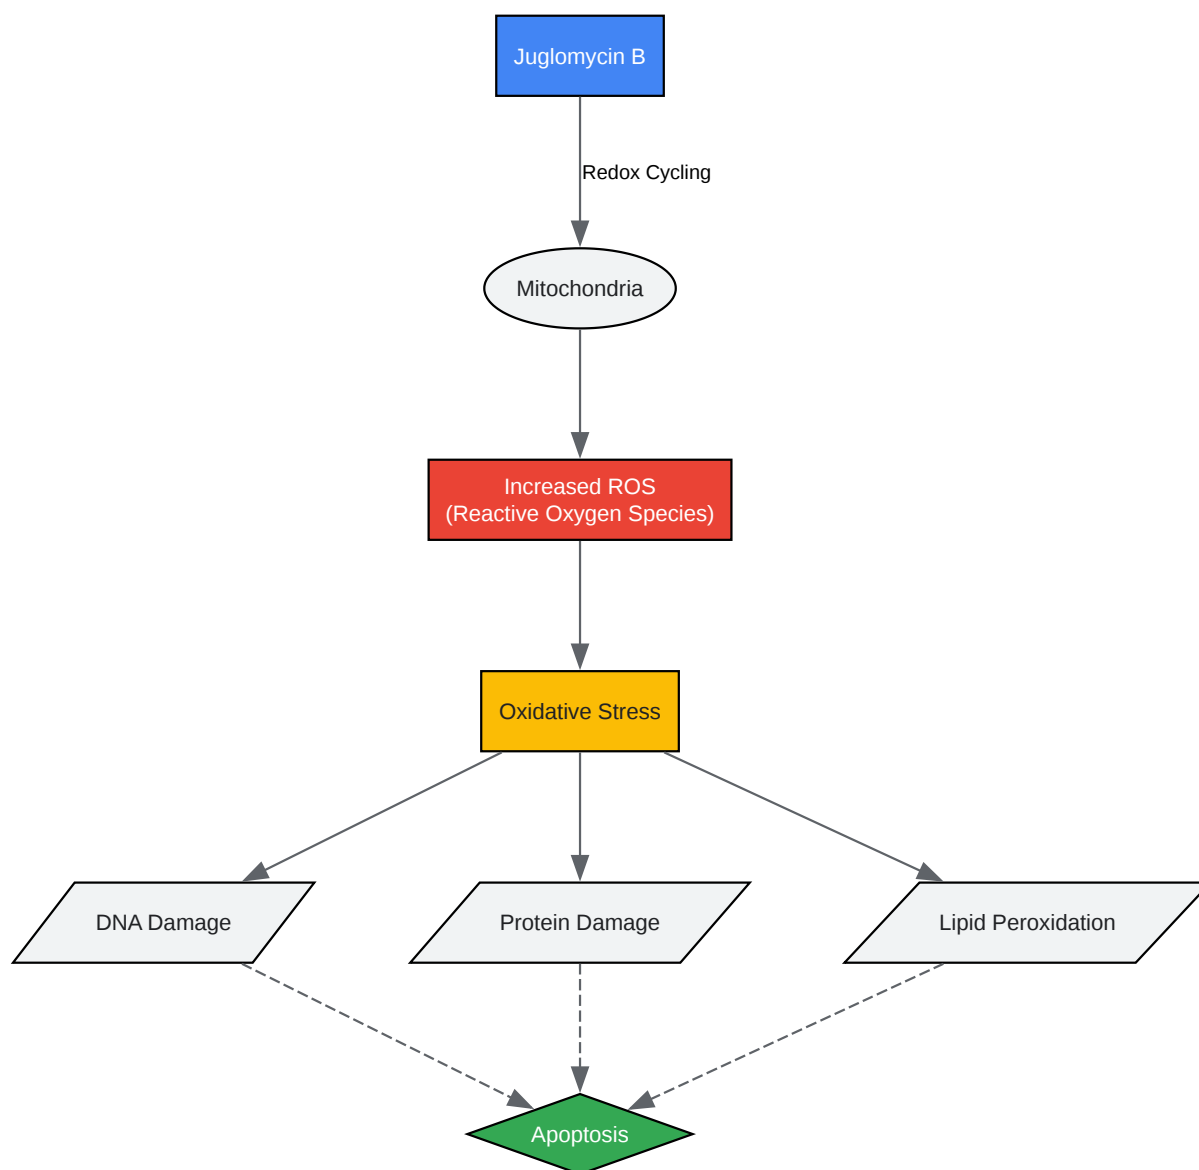 Juglomycin B
Redox Cycling
Mitochondria
Increased ROS
(Reactive Oxygen Species)
Oxidative Stress
DNA Damage
Protein Damage
Lipid Peroxidation
Apoptosis